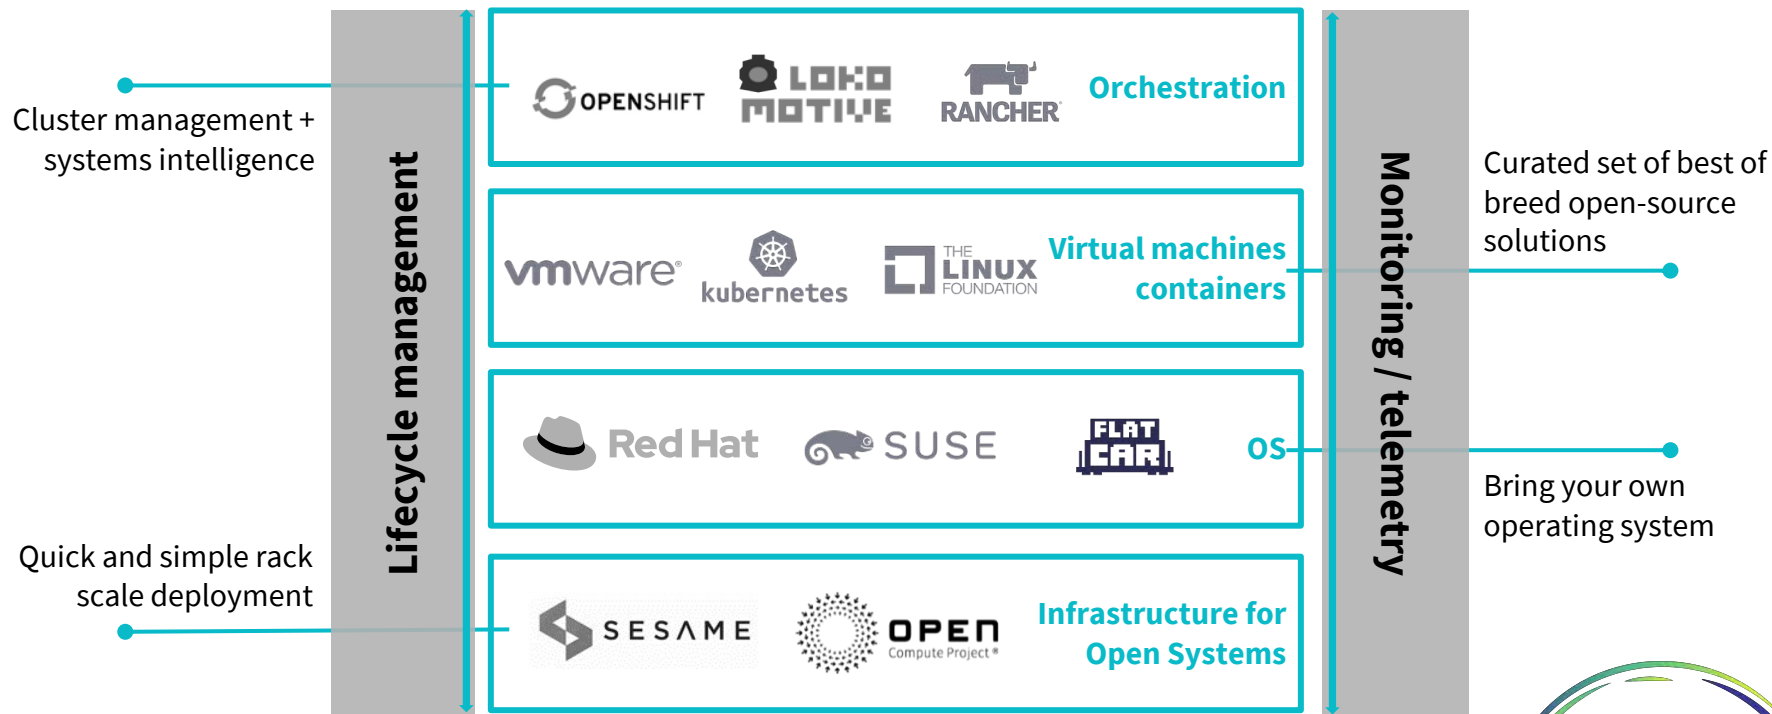 Cluster management +
systems intelligence
Quick and simple rack
scale deployment
Lifecycle management
OPENSHIFT
LOKO
MOTIVE
RANCHER
Orchestration
vmware®
kubernetes
THE
LINUX
FOUNDATION
Virtual machines
containers
Red Hat
SUSE
FLAT
CAR
OS
SESAME
OPEN
Compute Project ®
Infrastructure for
Open Systems
Monitoring / telemetry
Curated set of best of
breed open-source
solutions
Bring your own
operating system